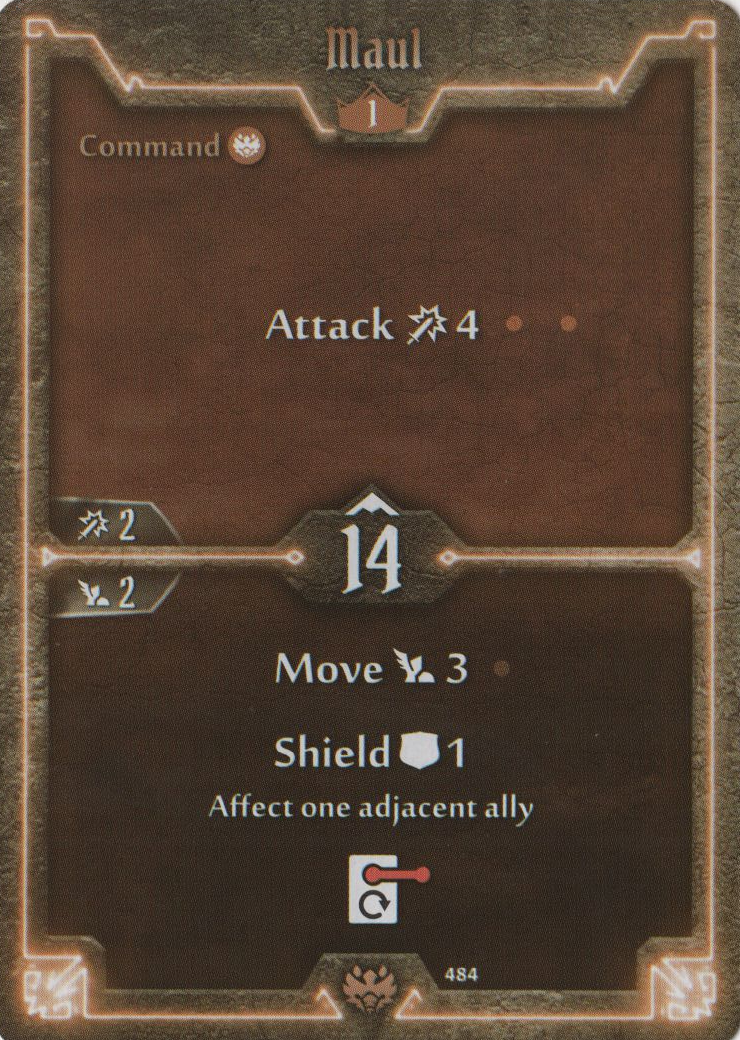 Maul
1
Command
Attack 4
2
14
2
Move 3
Shield 1
Affect one adjacent ally
484